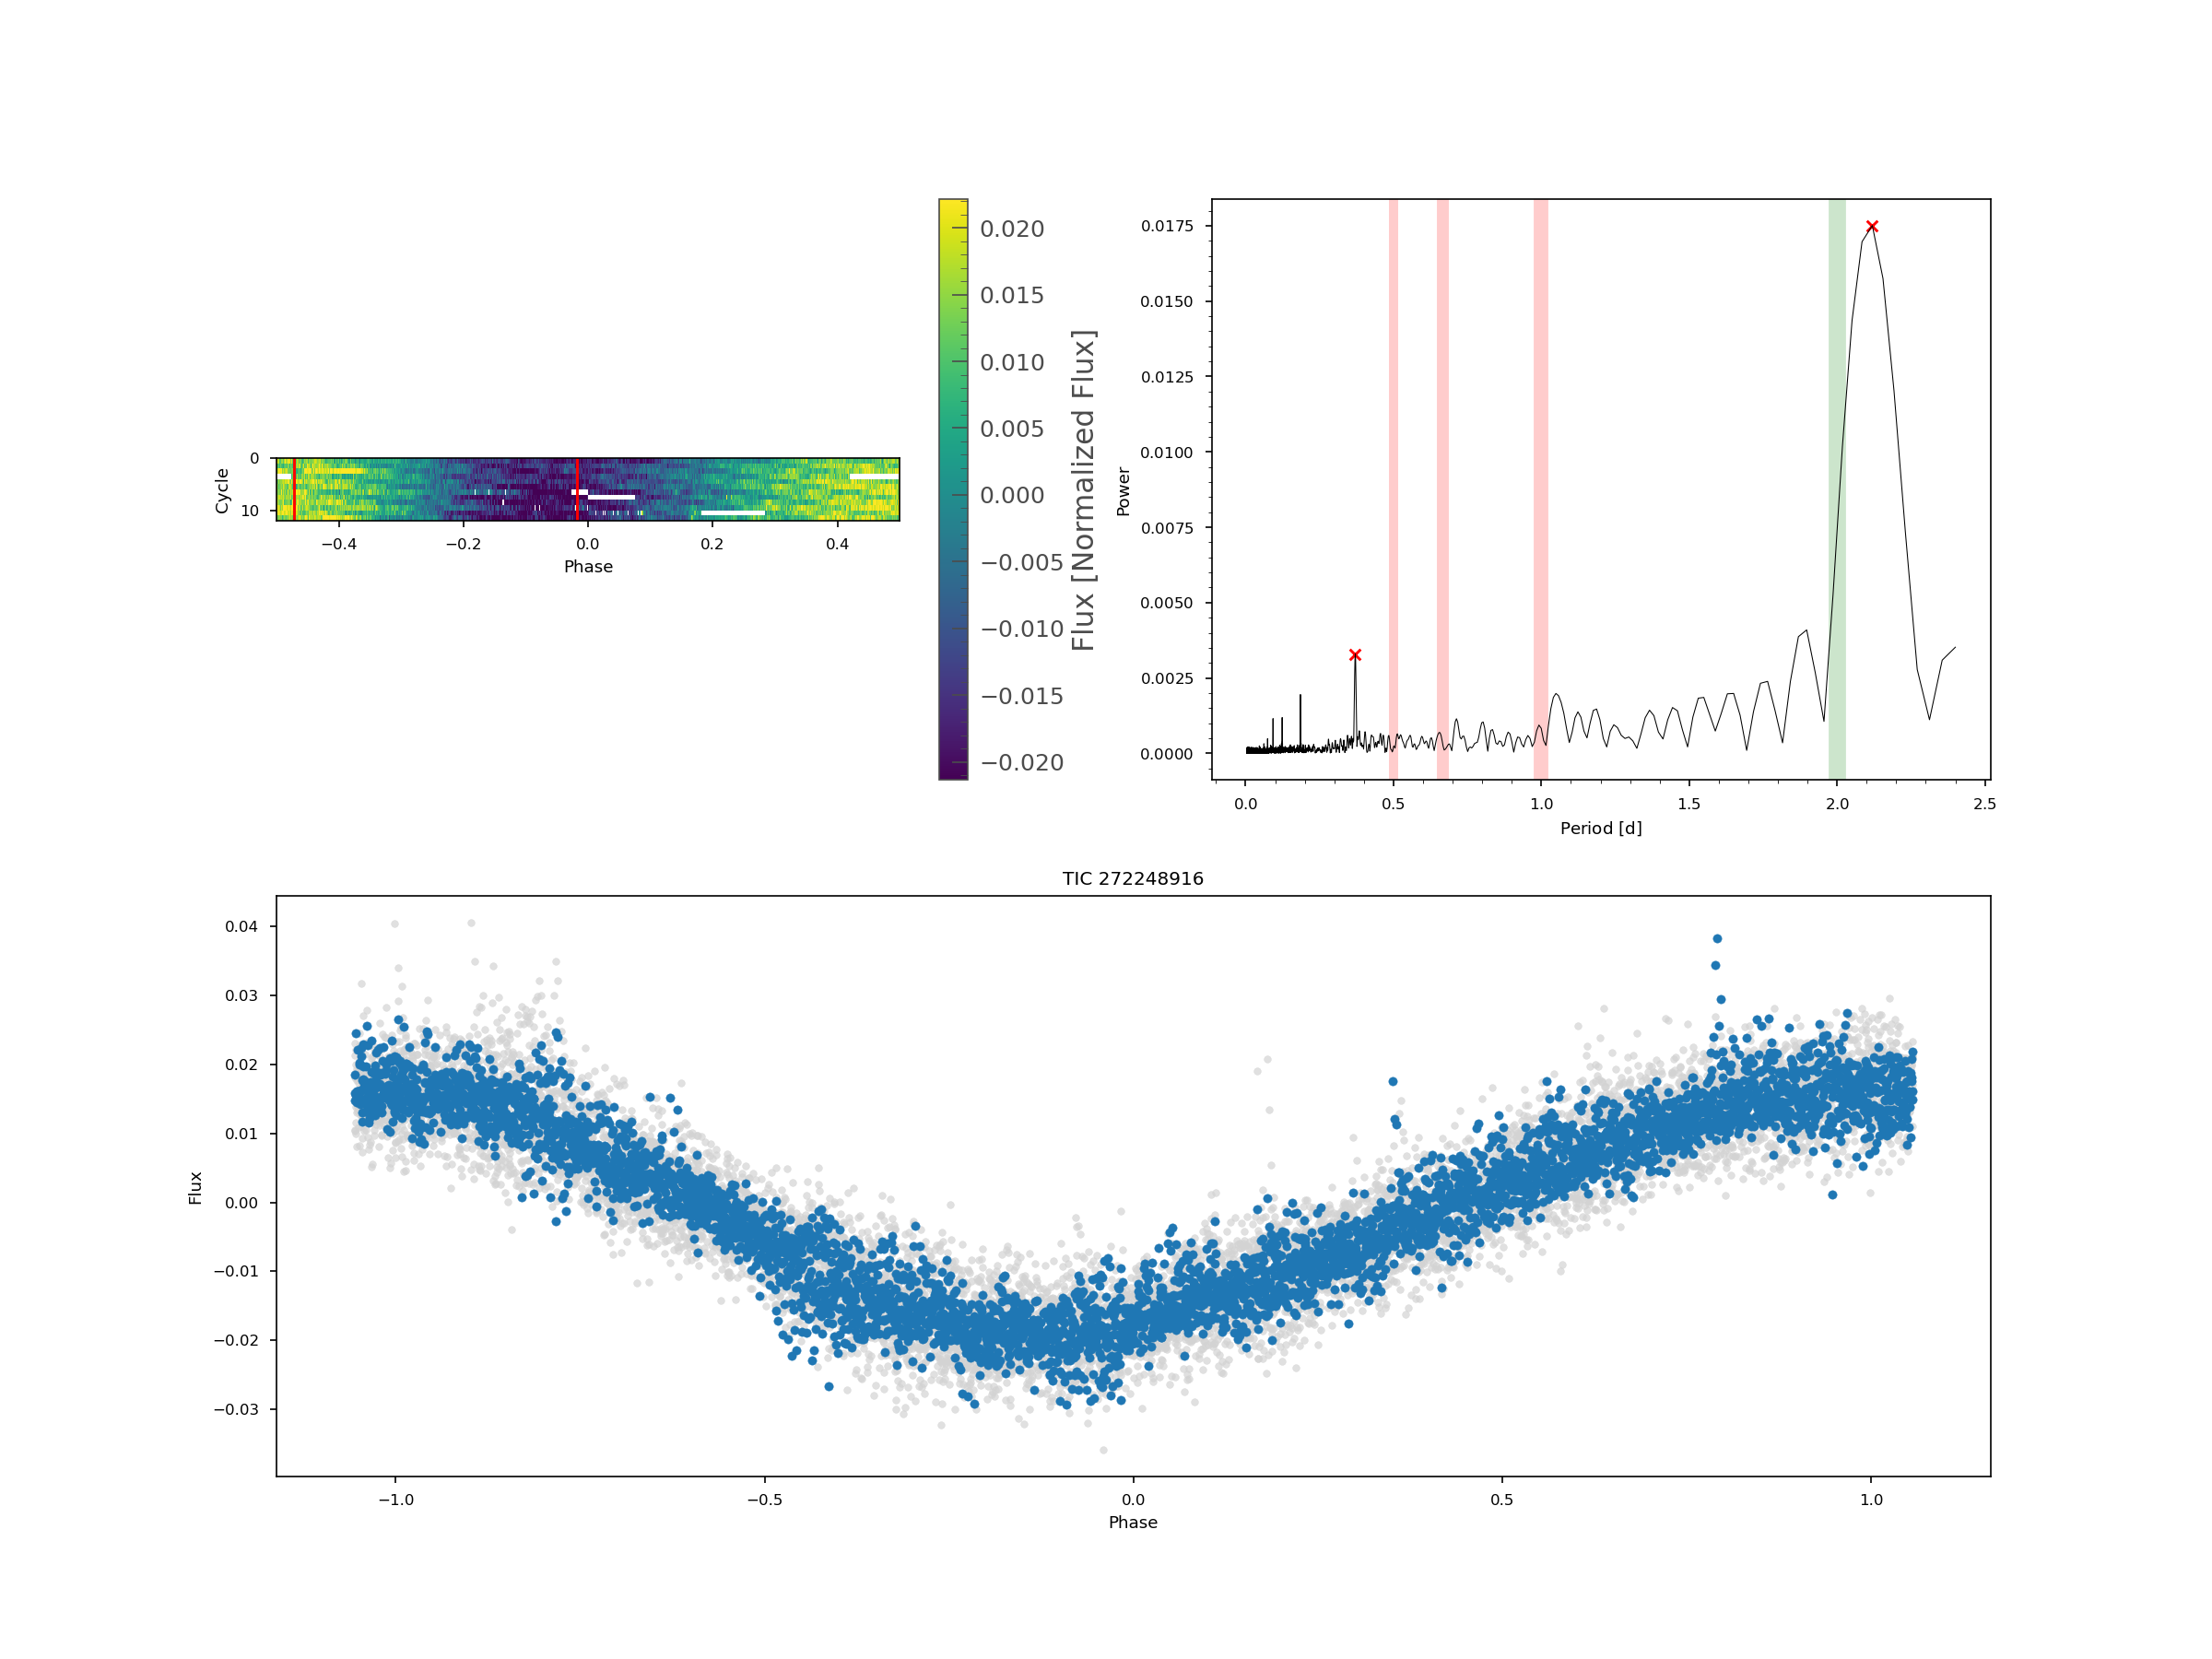 0
10
Cycle
−0.4 −0.2 0.0 0.2 0.4
Phase
0.020
0.015
0.010
0.005
0.000
−0.005
−0.010
−0.015
−0.020
Flux [Normalized Flux]
0.0175
0.0150
0.0125
0.0100
0.0075
0.0050
0.0025
0.0000
Power
0.0 0.5 1.0 1.5 2.0 2.5
Period [d]
TIC 272248916
0.04
0.03
0.02
0.01
0.00
−0.01
−0.02
−0.03
Flux
−1.0 −0.5 0.0 0.5 1.0
Phase